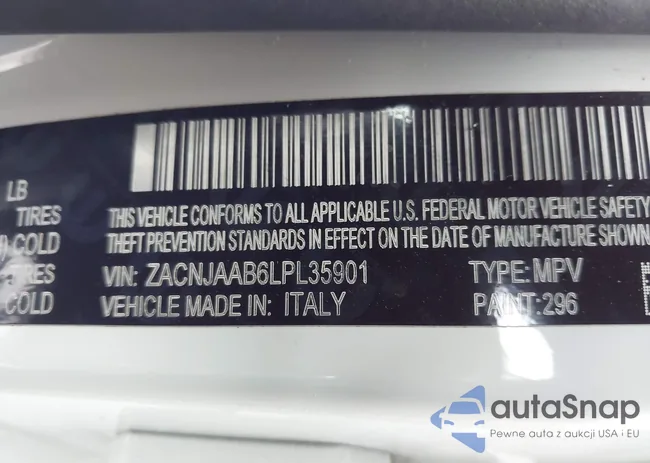 LB
TIRES
COLD
TIRES
COLD
THIS VEHICLE CONFORMS TO ALL APPLICABLE U.S. FEDERAL MOTOR VEHICLE SAFETY
THEFT PREVENTION STANDARDS IN EFFECT ON THE DATE OF MANUFACTURE SHOWN
VIN: ZACNJAAB6LPL35901 TYPE: MPV
VEHICLE MADE IN: ITALY PAINT: 296
autoSnap
Pewne auta z aukcji USA i EU